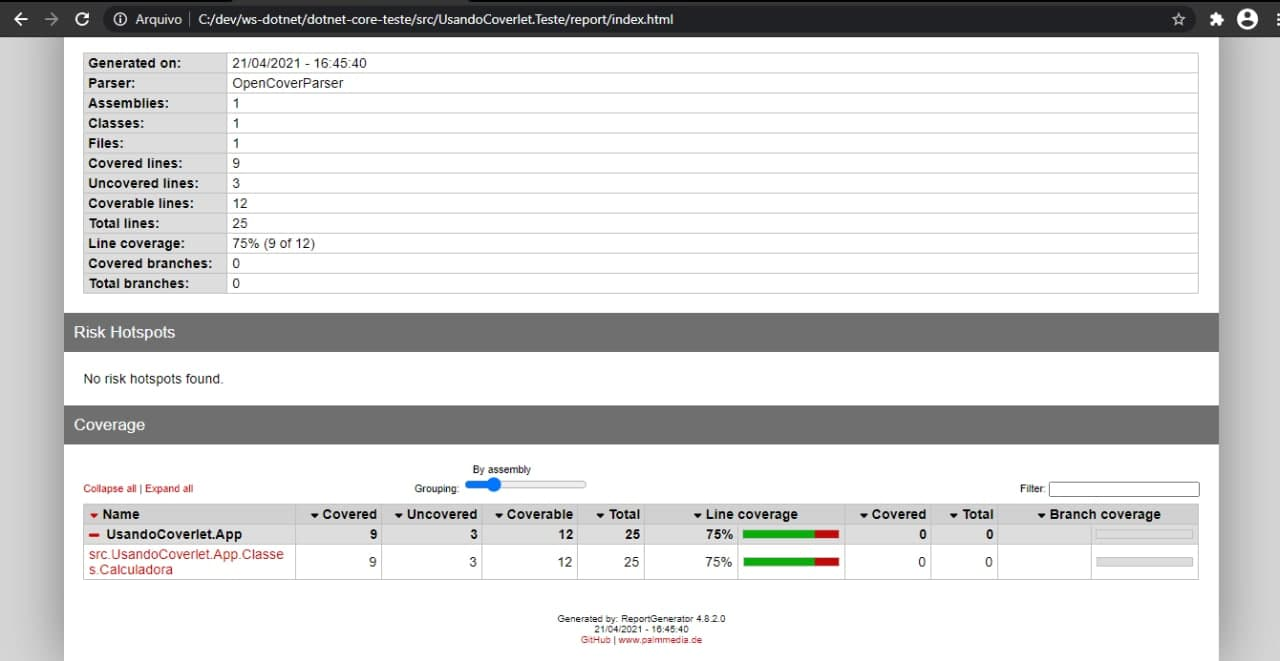 Arquivo C:/dev/ws-dotnet/dotnet-core-teste/src/UsandoCoverlet.Teste/report/index.html
Generated on: 21/04/2021 - 16:45:40
Parser: OpenCoverParser
Assemblies: 1
Classes: 1
Files: 1
Covered lines: 9
Uncovered lines: 3
Coverable lines: 12
Total lines: 25
Line coverage: 75% (9 of 12)
Covered branches: 0
Total branches: 0
Risk Hotspots
No risk hotspots found.
Coverage
By assembly
Collapse all | Expand all Grouping: Filter:
Name Covered Uncovered Coverable Total Line coverage Covered Total Branch coverage
UsandoCoverlet.App 9 3 12 25 75% 0 0
src.UsandoCoverlet.App.Classe
s.Calculadora 9 3 12 25 75% 0 0
Generated by: ReportGenerator 4.8.2.0
21/04/2021 - 16:45:40
GitHub | www.palmmedia.de